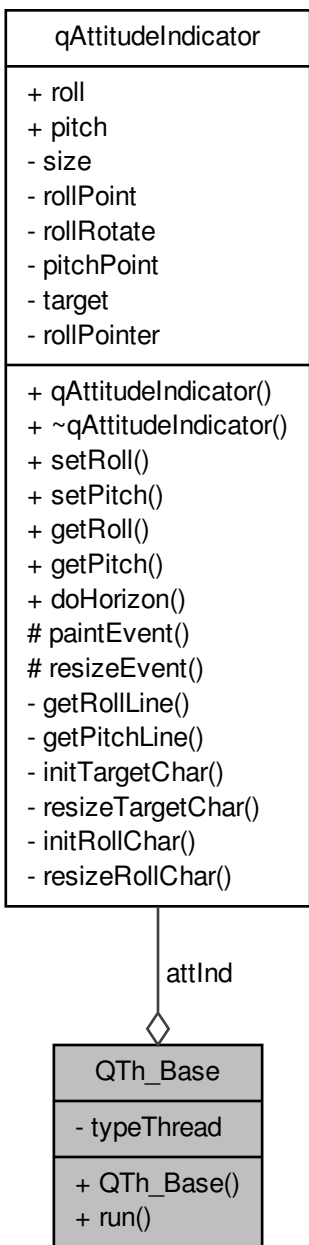 qAttitudeIndicator
+ roll
+ pitch
- size
- rollPoint
- rollRotate
- pitchPoint
- target
- rollPointer
+ qAttitudeIndicator()
+ ~qAttitudeIndicator()
+ setRoll()
+ setPitch()
+ getRoll()
+ getPitch()
+ doHorizon()
# paintEvent()
# resizeEvent()
- getRollLine()
- getPitchLine()
- initTargetChar()
- resizeTargetChar()
- initRollChar()
- resizeRollChar()
attInd
QTh_Base
- typeThread
+ QTh_Base()
+ run()